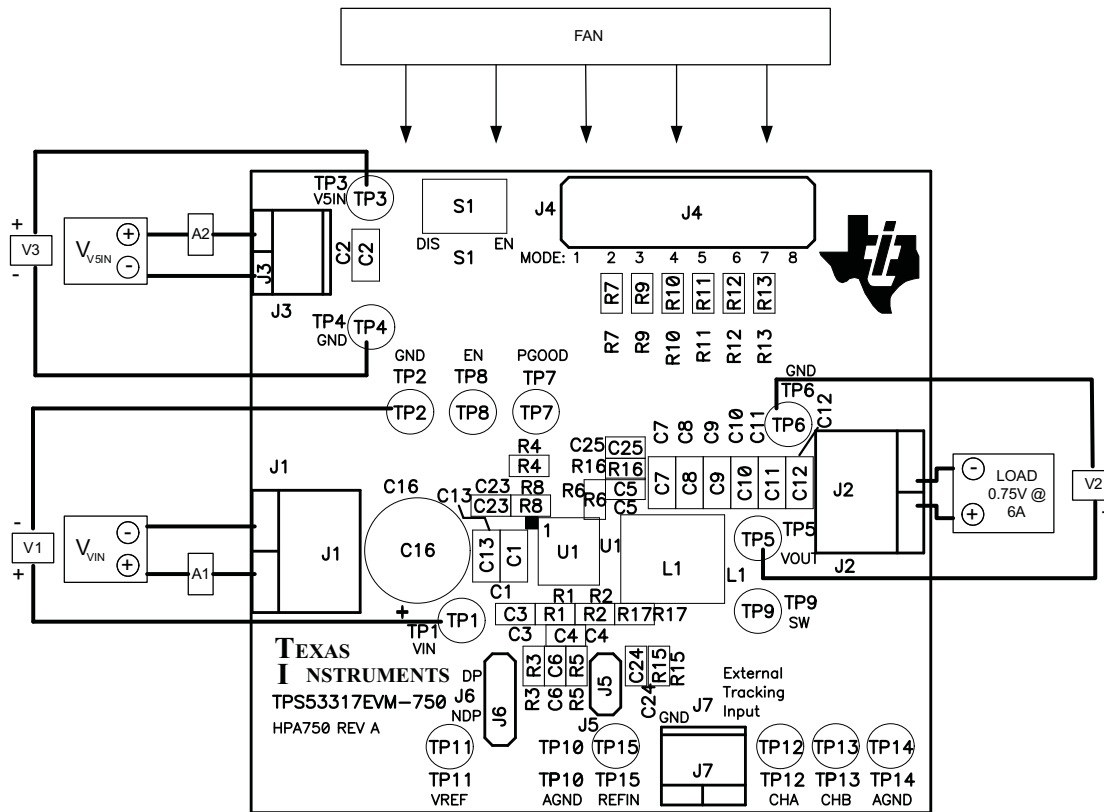 FAN
TP3
V5IN
TP3
+
V3
-
V V5IN
+
-
A2
J3
J3
C2
C2
S1
DIS
EN
S1
J4
J4
MODE: 1 2 3 4 5 6 7 8
R7 R9 R10 R11 R12 R13
R7 R9 R10 R11 R12 R13
TP4
GND
TP4
GND
TP2
TP2
EN
TP8
TP8
PGOOD
TP7
TP7
GND
TP6
TP6
R4
R4
C25
C25
R16
R16
C7 C8 C9 C10 C11 C12
C7 C8 C9 C10 C11 C12
J1
J1
-
V1
+
V VIN
-
+
A1
C16
C16
+
C23
C23
R8
R8
C13
C13
C1
C1
R6
R6
C5
C5
1
U1
U1
L1
L1
J2
J2
-
+
LOAD
0.75V @
6A
V2
TP5
TP5
VOUT
TP9
TP9
SW
TP1
TP1
VIN
R1 R2
C3 R1 R2 R17 R17
C3 C4 C4
TEXAS
INSTRUMENTS
TPS53317EVM-750
HPA750 REV A
DP
J6
NDP
J6
R3 C6 R5
R3 C6 R5
J5
J5
C24 R15 R15
C24
External
Tracking
Input
J7
GND
J7
TP11
TP11
VREF
TP10
TP10
AGND
TP15
TP15
REFIN
TP12
TP12
CHA
TP13
TP13
CHB
TP14
TP14
AGND